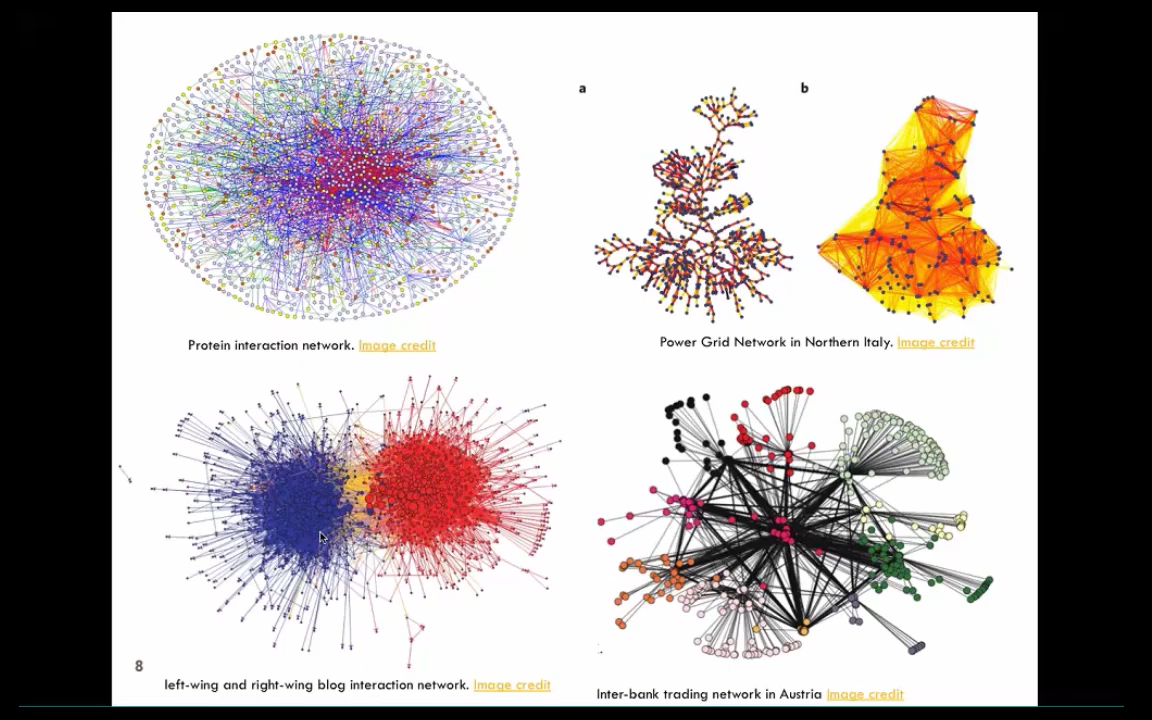 a
b
Protein interaction network. Image credit
Power Grid Network in Northern Italy. Image credit
8
left-wing and right-wing blog interaction network. Image credit
Inter-bank trading network in Austria Image credit